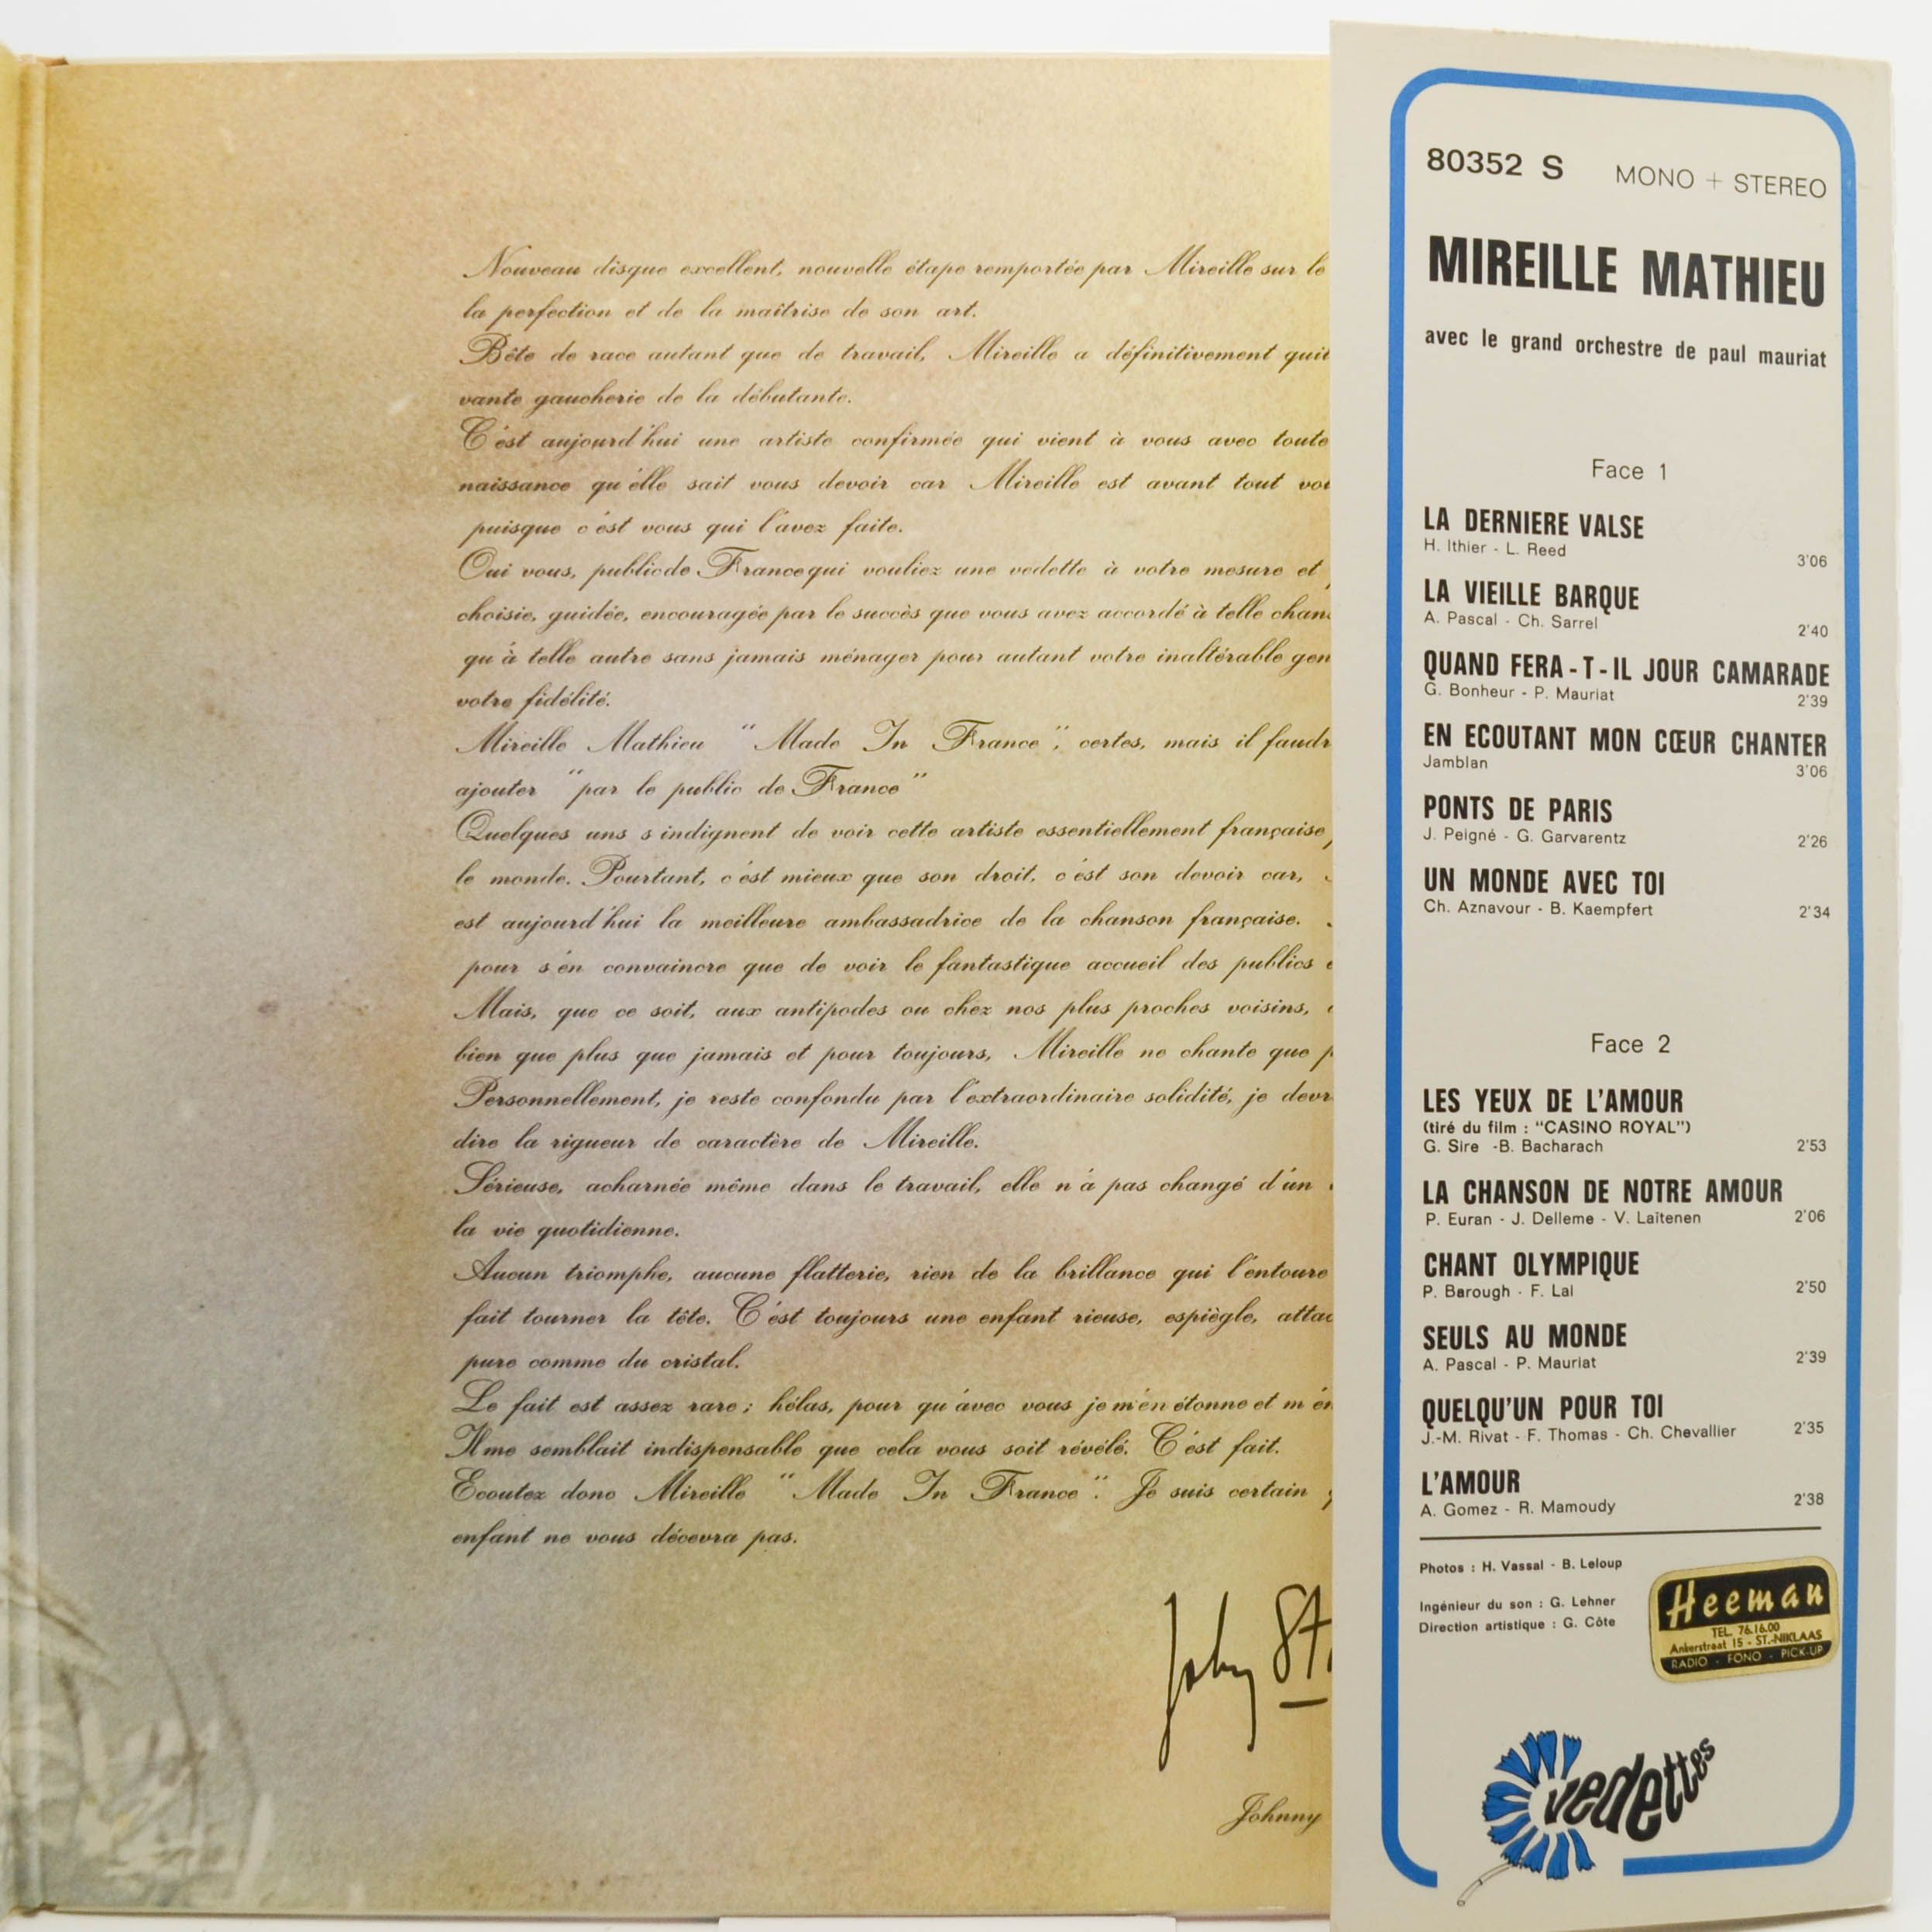 Nouveau disque excellent, nouvelle étape remportée par Mireille sur le
la perfection et de la maîtrise de son art.
Bête de race autant que de travail, Mireille a définitivement
vante gaucherie de la débutante.
C'est aujourd'hui une artiste confirmée qui vient à vous avec toute
naissance qu'elle sait vous devoir car Mireille est avant tout
puisque c'est vous qui l'avez faite.
Oui vous, public de France qui vouliez une vedette à votre mesure et
choisie, guidée, encouragée par le succès que vous avez accordé à telle
qu'à telle autre sans jamais ménager pour autant votre inaltérable
votre fidélité.
Mireille Mathieu "Made In France", certes, mais il
ajouter "par le public de France"
Quelques uns s'indignent de voir cette artiste essentiellement française
le monde. Pourtant, c'est mieux que son droit, c'est son devoir car,
est aujourd'hui la meilleure ambassadrice de la chanson française.
pour s'en convaincre que de voir le fantastique accueil des publics
Mais, que ce soit, aux antipodes ou chez nos plus proches voisins,
bien que plus que jamais et pour toujours, Mireille ne chante que
Personnellement, je reste confondu par l'extraordinaire solidité, je
dire la rigueur de caractère de Mireille.
Sérieuse, acharnée même dans le travail, elle n'a pas changé d'un
la vie quotidienne.
Aucun triomphe, aucune flatterie, rien de la brillance qui l'entoure
fait tourner la tête. C'est toujours une enfant rieuse, espiègle,
pure comme du cristal.
Le fait est assez rare ; hélas, pour qu'avec vous je m'en étonne et
Il me semblait indispensable que cela vous soit révélé. C'est fait.
Ecoutez donc Mireille "Made In France". Je suis certain
enfant ne vous décevra pas.
Johnny
80352 S MONO + STEREO
MIREILLE MATHIEU
avec le grand orchestre de paul mauriat
Face 1
LA DERNIERE VALSE
H. Ithier - L. Reed 3'06
LA VIEILLE BARQUE
A. Pascal - Ch. Sarrel 2'40
QUAND FERA-T-IL JOUR CAMARADE
G. Bonheur - P. Mauriat 2'39
EN ECOUTANT MON CŒUR CHANTER
Jamblan 3'06
PONTS DE PARIS
J. Peigné - G. Garvarentz 2'26
UN MONDE AVEC TOI
Ch. Aznavour - B. Kaempfert 2'34
Face 2
LES YEUX DE L'AMOUR
(tiré du film : "CASINO ROYAL")
G. Sire -B. Bacharach 2'53
LA CHANSON DE NOTRE AMOUR
P. Euran - J. Delleme - V. Laïtenen 2'06
CHANT OLYMPIQUE
P. Barough - F. Lai 2'50
SEULS AU MONDE
A. Pascal - P. Mauriat 2'39
QUELQU'UN POUR TOI
J.-M. Rivat - F. Thomas - Ch. Chevallier 2'35
L'AMOUR
A. Gomez - R. Mamoudy 2'38
Photos : H. Vassal - B. Leloup
Ingénieur du son : G. Lehner
Direction artistique : G. Côte
Heeman
TEL. 76.16.00
Ankerstraat 15 - ST.-NIKLAAS
RADIO - FONO - PICK-UP
vedettes